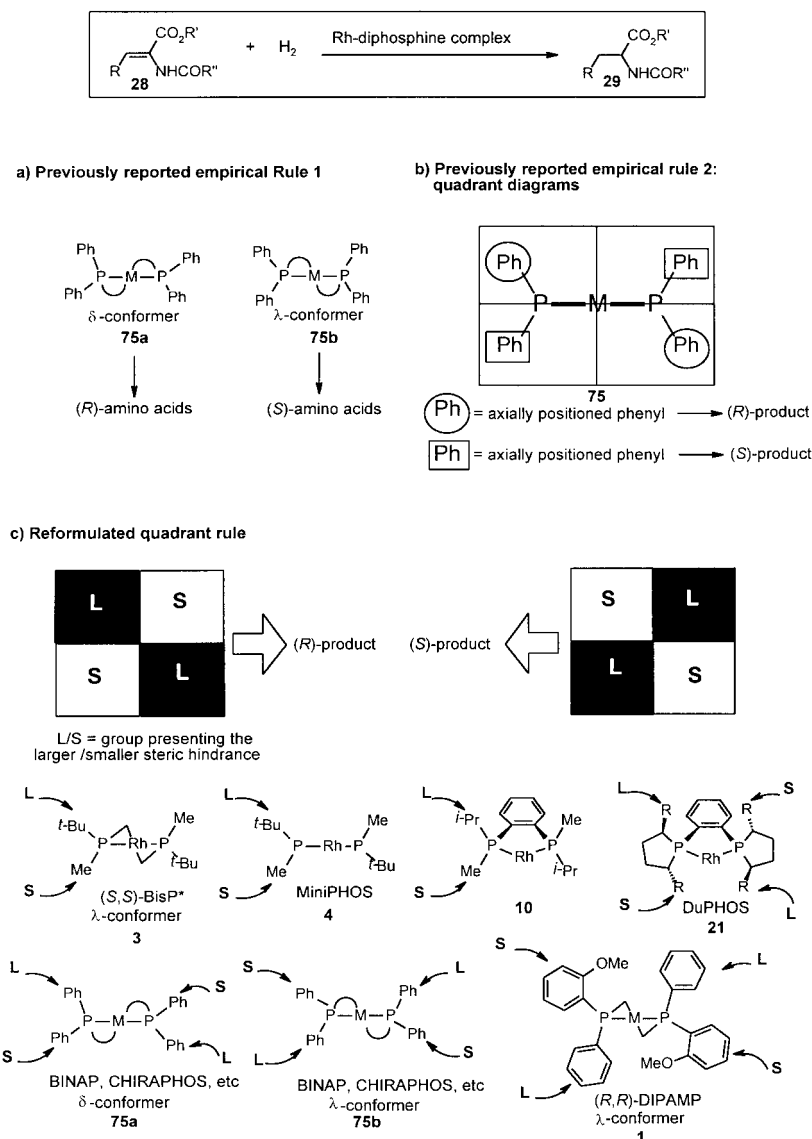 CO2R'
R
28
NHCOR"
+ H2
Rh-diphosphine complex
CO2R'
R
29
NHCOR"
a) Previously reported empirical Rule 1
b) Previously reported empirical rule 2:
quadrant diagrams
Ph Ph
P M P
Ph Ph
δ-conformer
75a
(R)-amino acids
Ph Ph
P M P
Ph Ph
λ-conformer
75b
(S)-amino acids
Ph Ph
P M P
Ph Ph
75
Ph = axially positioned phenyl (R)-product
Ph = axially positioned phenyl (S)-product
c) Reformulated quadrant rule
L S
S L
(R)-product
(S)-product
S L
L S
L/S = group presenting the
larger /smaller steric hindrance
L
t-Bu Me
P Rh P
Me t-Bu
S
(S,S)-BisP*
λ-conformer
3
L
t-Bu Me
P Rh P
Me t-Bu
S
MiniPHOS
4
L
i-Pr Me
P Rh P
Me i-Pr
S
10
L S
R R
P Rh P
R R
S L
DuPHOS
21
L
Ph Ph S
P M P
Ph Ph L
S
BINAP, CHIRAPHOS, etc
δ-conformer
75a
S L
Ph Ph
P M P
Ph Ph
L S
BINAP, CHIRAPHOS, etc
λ-conformer
75b
S
OMe
L
P M P
MeO
L S
(R,R)-DIPAMP
λ-conformer
1